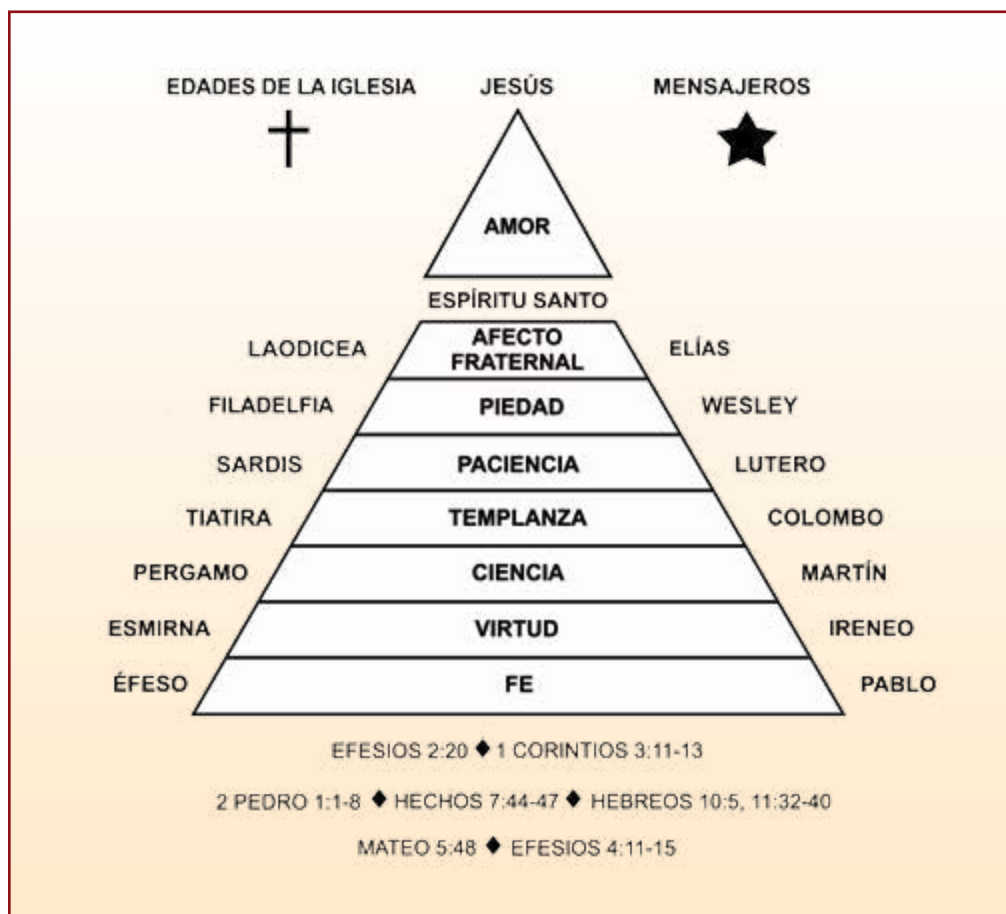 EDADES DE LA IGLESIA JESÚS MENSAJEROS
AMOR
ESPÍRITU SANTO
LAODICEA AFECTO FRATERNAL ELÍAS
FILADELFIA PIEDAD WESLEY
SARDIS PACIENCIA LUTERO
TIATIRA TEMPLANZA COLOMBO
PERGAMO CIENCIA MARTÍN
ESMIRNA VIRTUD IRENEO
ÉFESO FE PABLO
EFESIOS 2:20 ♦ 1 CORINTIOS 3:11-13
2 PEDRO 1:1-8 ♦ HECHOS 7:44-47 ♦ HEBREOS 10:5, 11:32-40
MATEO 5:48 ♦ EFESIOS 4:11-15